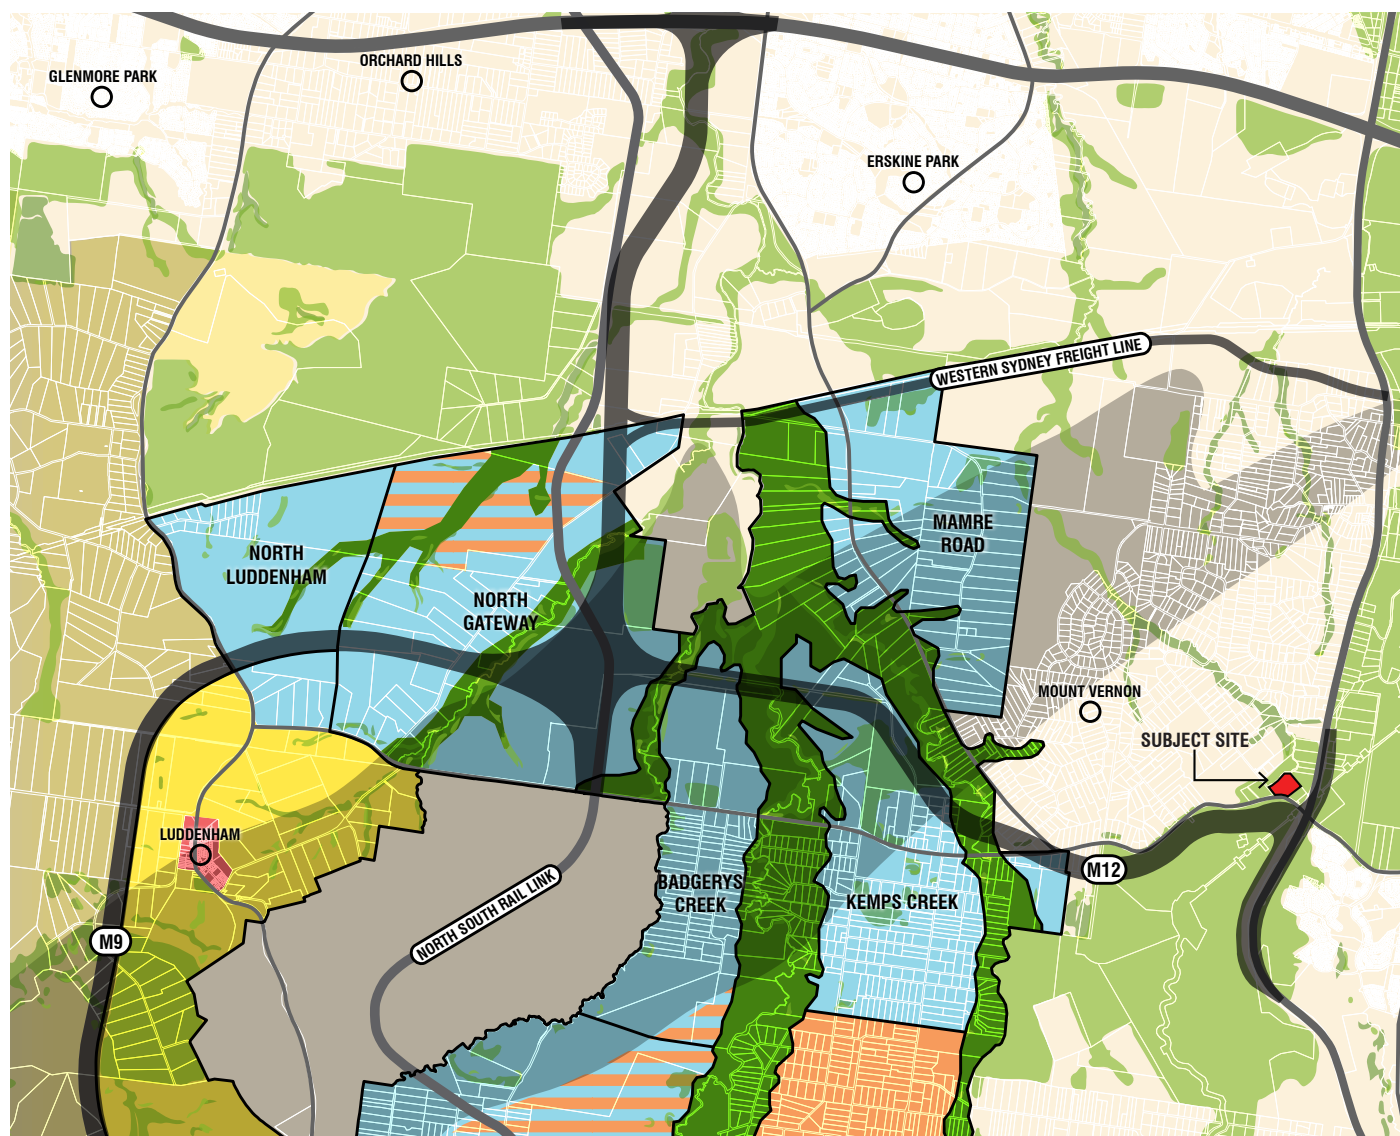 ORCHARD HILLS
GLENMORE PARK
ERSKINE PARK
WESTERN SYDNEY FREIGHT LINE
MAMRE
ROAD
NORTH
LUDDENHAM
NORTH
GATEWAY
MOUNT VERNON
SUBJECT SITE
LUDDENHAM
M12
BADGERYS
CREEK
KEMPS CREEK
NORTH SOUTH RAIL LINK
M9